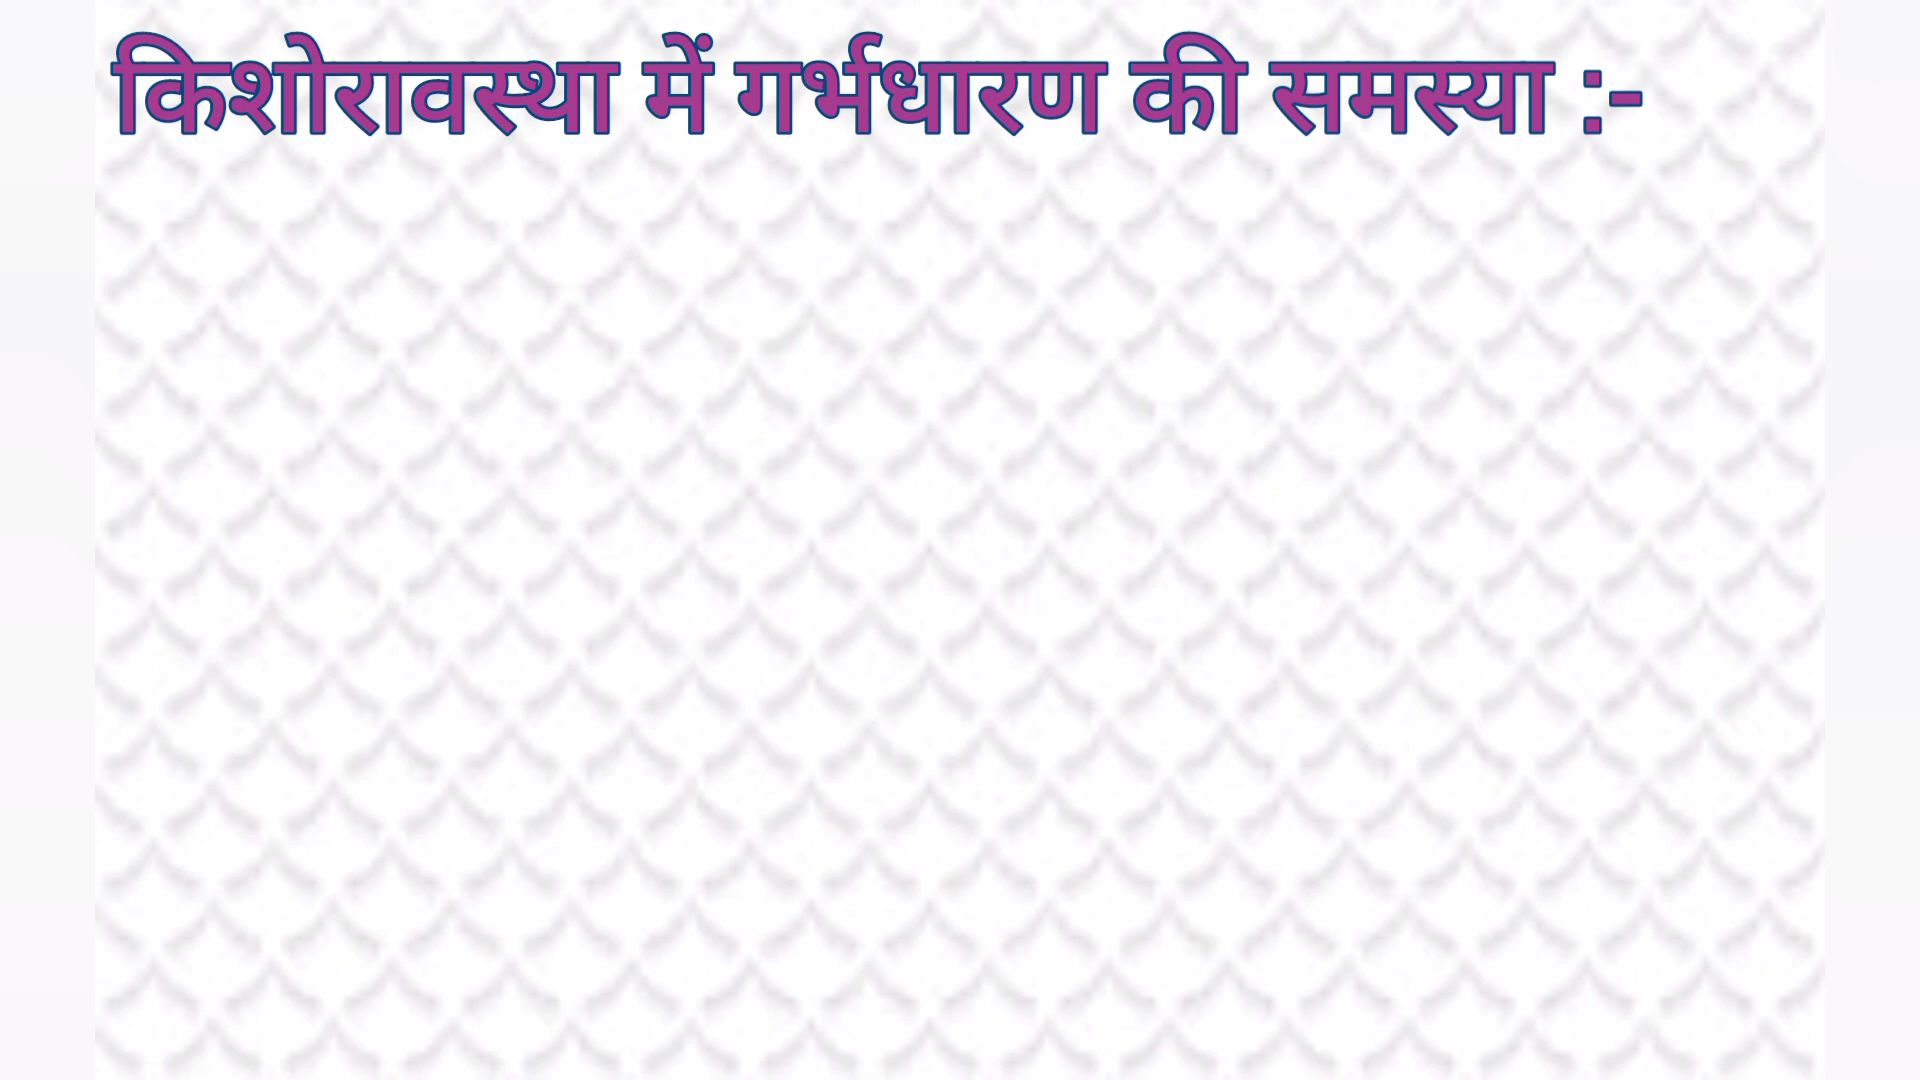 किशोरावस्था में गर्भधारण की समस्या :-